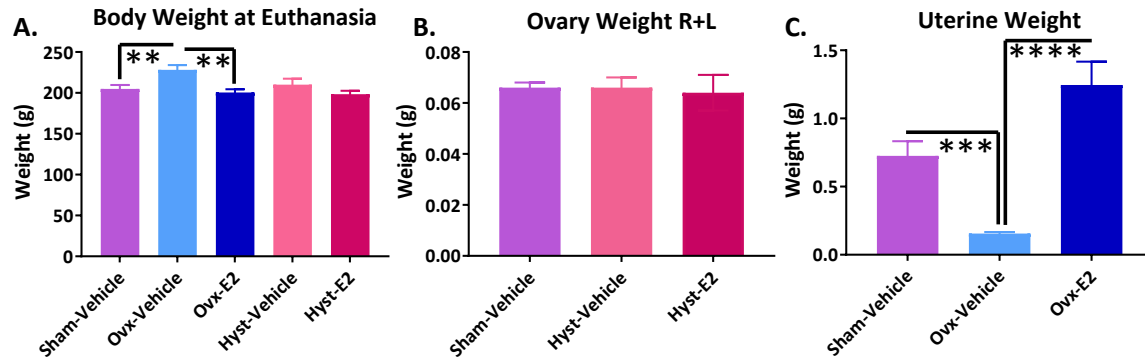 A.
Body Weight at Euthanasia
**
**
Weight (g)
250
200
150
100
50
0
Sham-Vehicle
Ovx-Vehicle
Ovx-E2
Hyst-Vehicle
Hyst-E2
B.
Ovary Weight R+L
Weight (g)
0.08
0.06
0.04
0.02
0.00
Sham-Vehicle
Hyst-Vehicle
Hyst-E2
C.
Uterine Weight
****
***
Weight (g)
1.5
1.0
0.5
0.0
Sham-Vehicle
Ovx-Vehicle
Ovx-E2